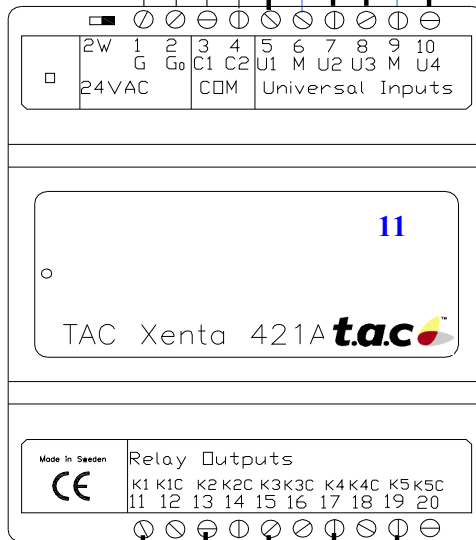 2W 1 2 3 4 5 6 7 8 9 10
G G₀ C1 C2 U1 M U2 U3 M U4
24VAC COM Universal Inputs
11
TAC Xenta 421A t.a.c™
Made in Sweden
CE
Relay Outputs
K1 K1C K2 K2C K3 K3C K4 K4C K5 K5C
11 12 13 14 15 16 17 18 19 20